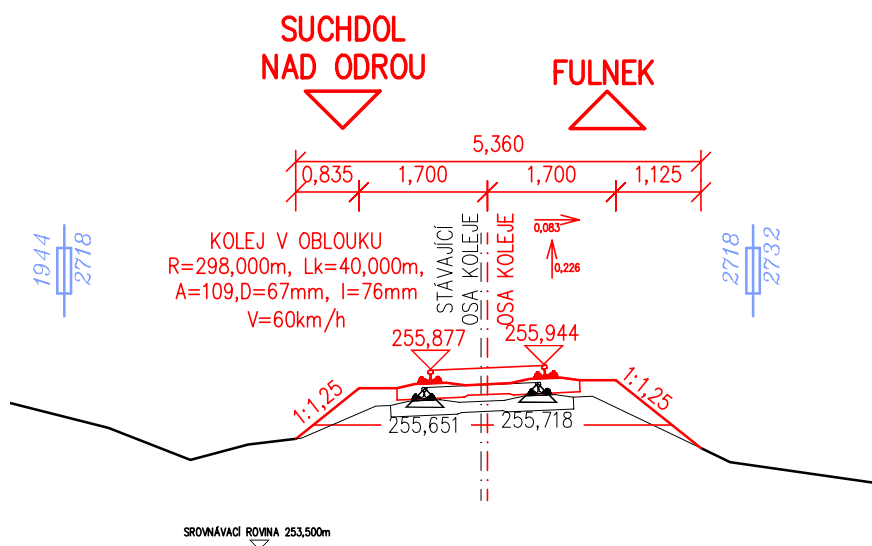 SUCHDOL
NAD ODROU
FULNEK
5,360
0,835
1,700
1,700
1,125
1944
2718
KOLEJ V OBLOUKU
R=298,000m, Lk=40,000m,
A=109,D=67mm, I=76mm
V=60km/h
STÁVAJÍCÍ
OSA KOLEJE
OSA KOLEJE
0,083
0,226
2718
2732
255,877
255,944
1:1,25
1:1,25
255,651
255,718
SROVNÁVACÍ ROVINA 253,500m